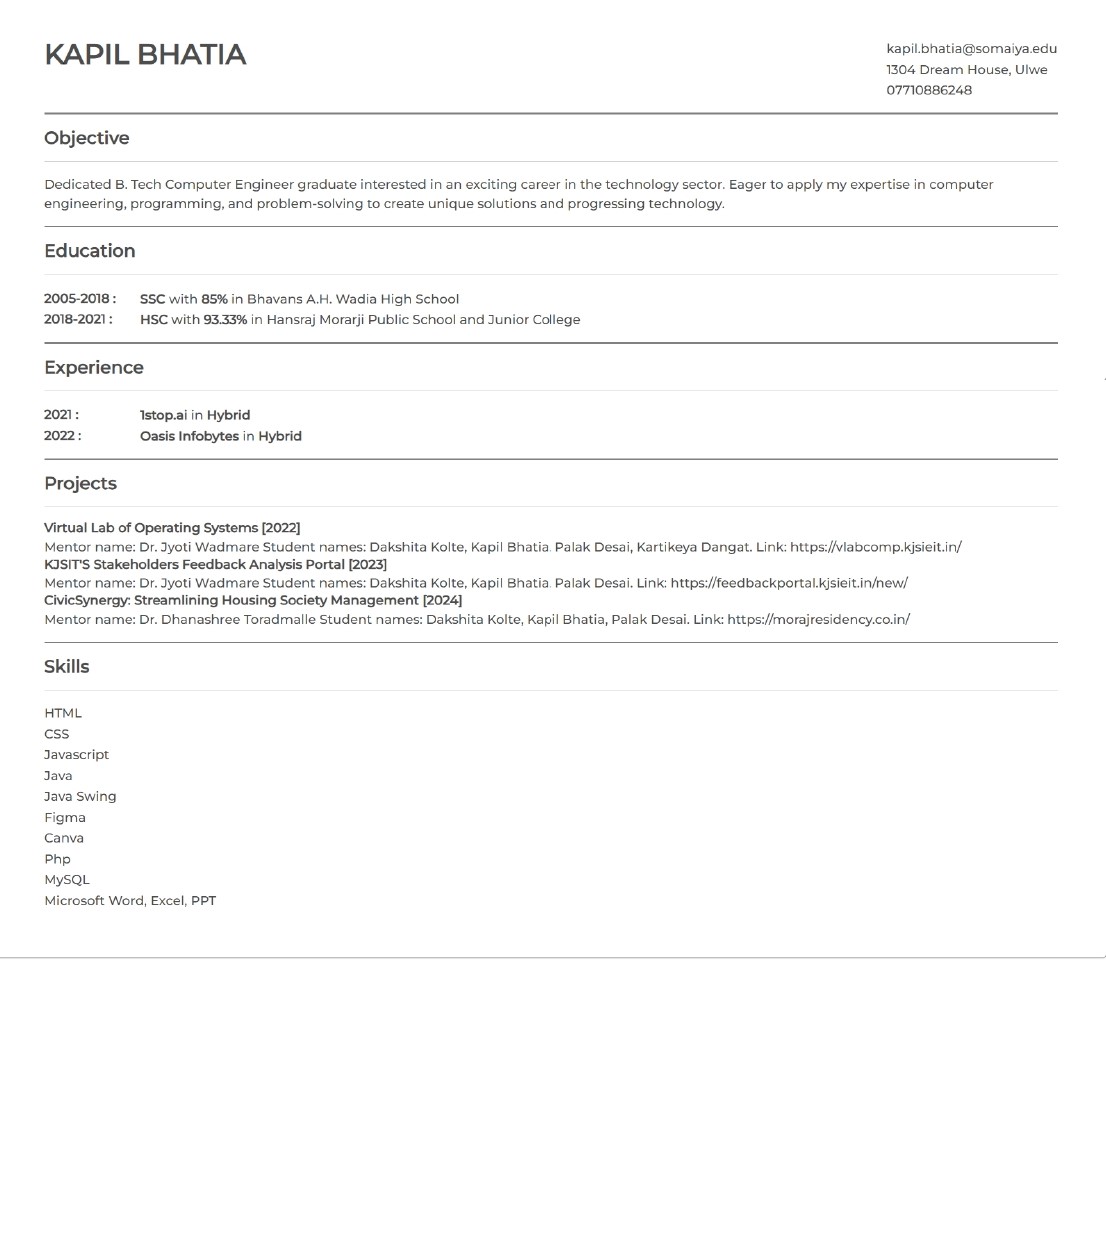 KAPIL BHATIA
kapil.bhatia@somaiya.edu
1304 Dream House, Ulwe
07710886248
Objective
Dedicated B. Tech Computer Engineer graduate interested in an exciting career in the technology sector. Eager to apply my expertise in computer
engineering, programming, and problem-solving to create unique solutions and progressing technology.
Education
2005-2018 : SSC with 85% in Bhavans A.H. Wadia High School
2018-2021 : HSC with 93.33% in Hansraj Morarji Public School and Junior College
Experience
2021 : 1stop.ai in Hybrid
2022 : Oasis Infobytes in Hybrid
Projects
Virtual Lab of Operating Systems [2022]
Mentor name: Dr. Jyoti Wadmare Student names: Dakshita Kolte, Kapil Bhatia, Palak Desai, Kartikeya Dangat. Link: https://vlabcomp.kjsieit.in/
KJSIT'S Stakeholders Feedback Analysis Portal [2023]
Mentor name: Dr. Jyoti Wadmare Student names: Dakshita Kolte, Kapil Bhatia, Palak Desai. Link: https://feedbackportal.kjsieit.in/new/
CivicSynergy: Streamlining Housing Society Management [2024]
Mentor name: Dr. Dhanashree Toradmalle Student names: Dakshita Kolte, Kapil Bhatia, Palak Desai. Link: https://morajresidency.co.in/
Skills
HTML
CSS
Javascript
Java
Java Swing
Figma
Canva
Php
MySQL
Microsoft Word, Excel, PPT